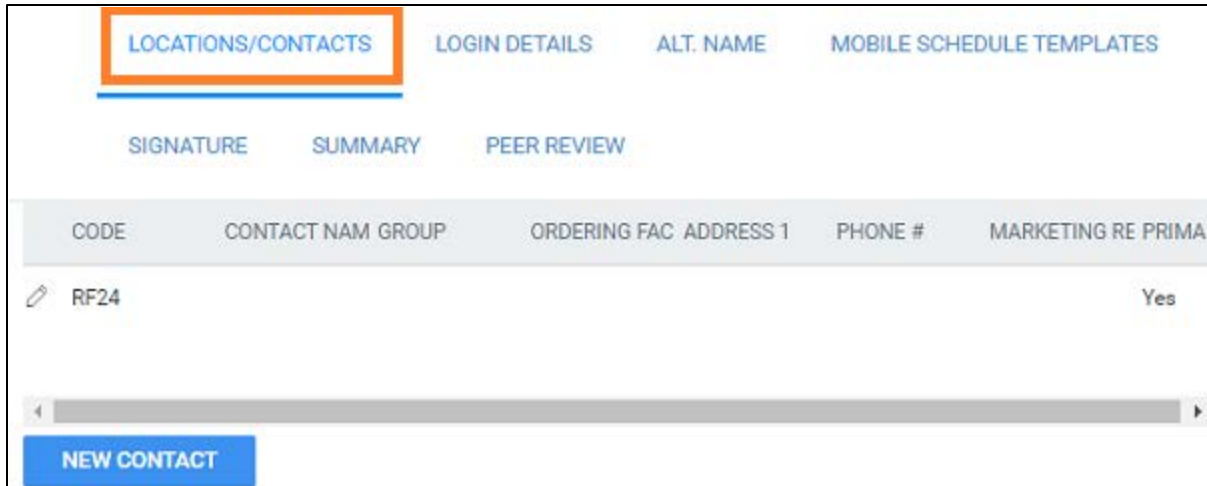 LOCATIONS/CONTACTS LOGIN DETAILS ALT. NAME MOBILE SCHEDULE TEMPLATES
SIGNATURE SUMMARY PEER REVIEW
CODE CONTACT NAM GROUP ORDERING FAC ADDRESS 1 PHONE # MARKETING RE PRIMA
RF24 Yes
NEW CONTACT